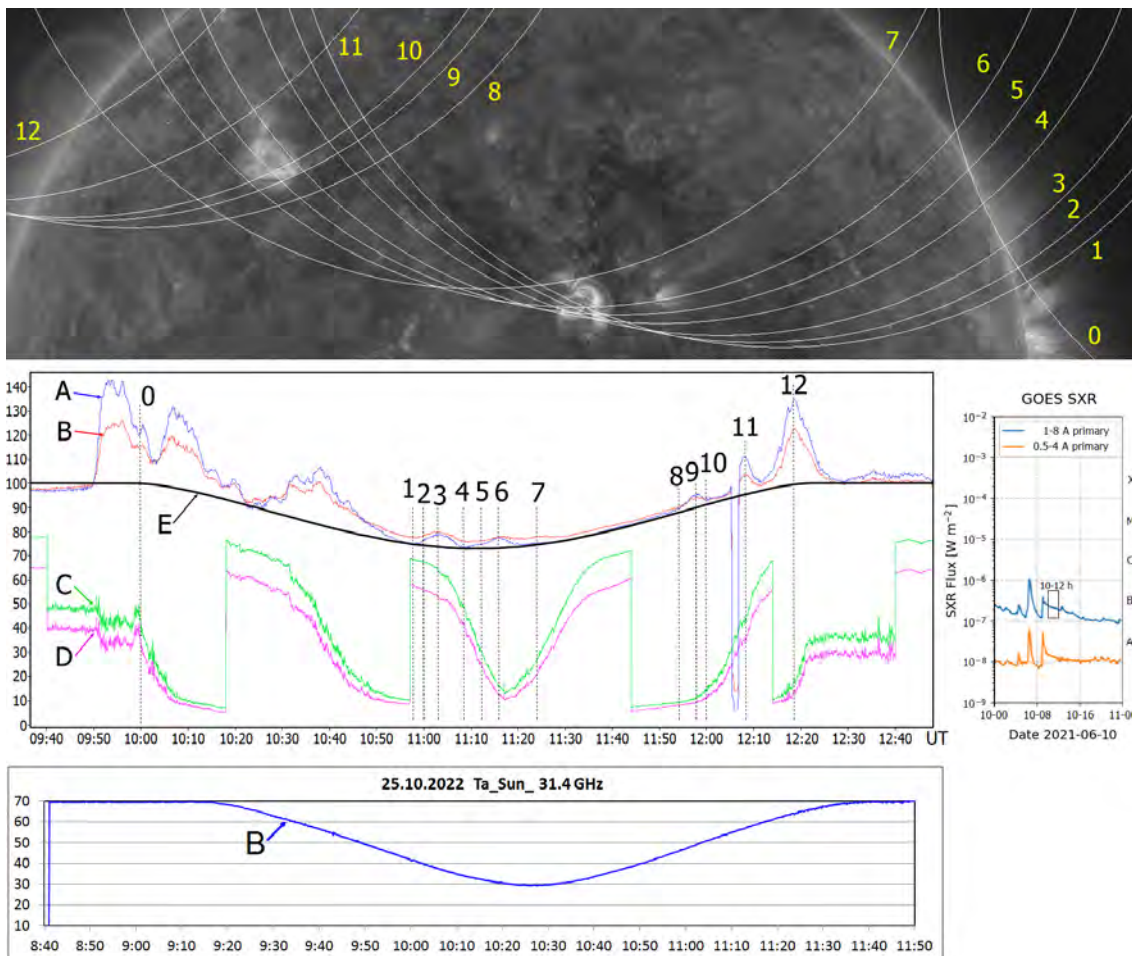 7
11
10
6
9
8
5
12
4
3
2
1
0
140
130
120
110
100
90
80
70
60
50
40
30
20
10
0
A
B
E
C
D
0
1
2
3
4
5
6
7
8
9
10
11
12
09:40 09:50 10:00 10:10 10:20 10:30 10:40 10:50 11:00 11:10 11:20 11:30 11:40 11:50 12:00 12:10 12:20 12:30 12:40 UT
GOES SXR
1-8 A primary
0.5-4 A primary
SXR Flux [W m⁻²]
10⁻²
10⁻³
10⁻⁴
10⁻⁵
10⁻⁶
10⁻⁷
10⁻⁸
10⁻⁹
10-12 h
X
M
C
B
A
10-00 10-08 10-16 11-00
Date 2021-06-10
25.10.2022 Ta_Sun_ 31.4 GHz
70
60
50
40
30
20
10
B
8:40 8:50 9:00 9:10 9:20 9:30 9:40 9:50 10:00 10:10 10:20 10:30 10:40 10:50 11:00 11:10 11:20 11:30 11:40 11:50